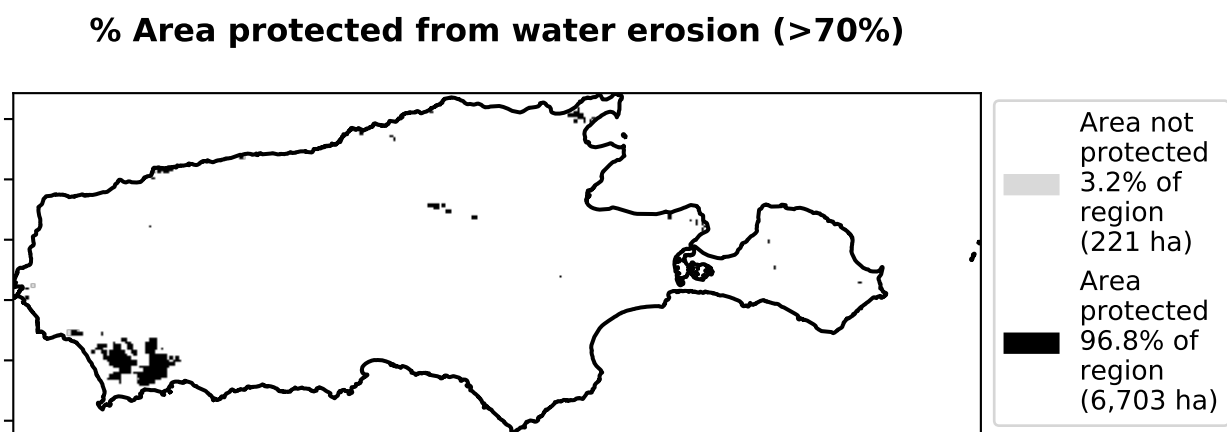 % Area protected from water erosion (>70%)
Area not
protected
3.2% of
region
(221 ha)
Area
protected
96.8% of
region
(6,703 ha)